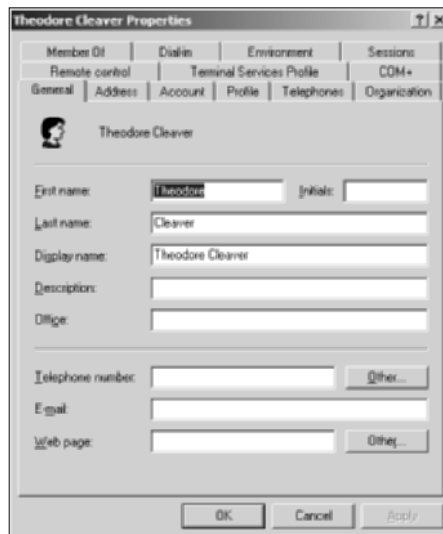 Theodore Cleaver Properties ? X
Member Of Dial-in Environment Sessions
Remote control Terminal Services Profile COM+
General Address Account Profile Telephones Organization
Theodore Cleaver
First name: Theodore Initials:
Last name: Cleaver
Display name: Theodore Cleaver
Description:
Office:
Telephone number: Other...
E-mail:
Web page: Other...
OK Cancel Apply